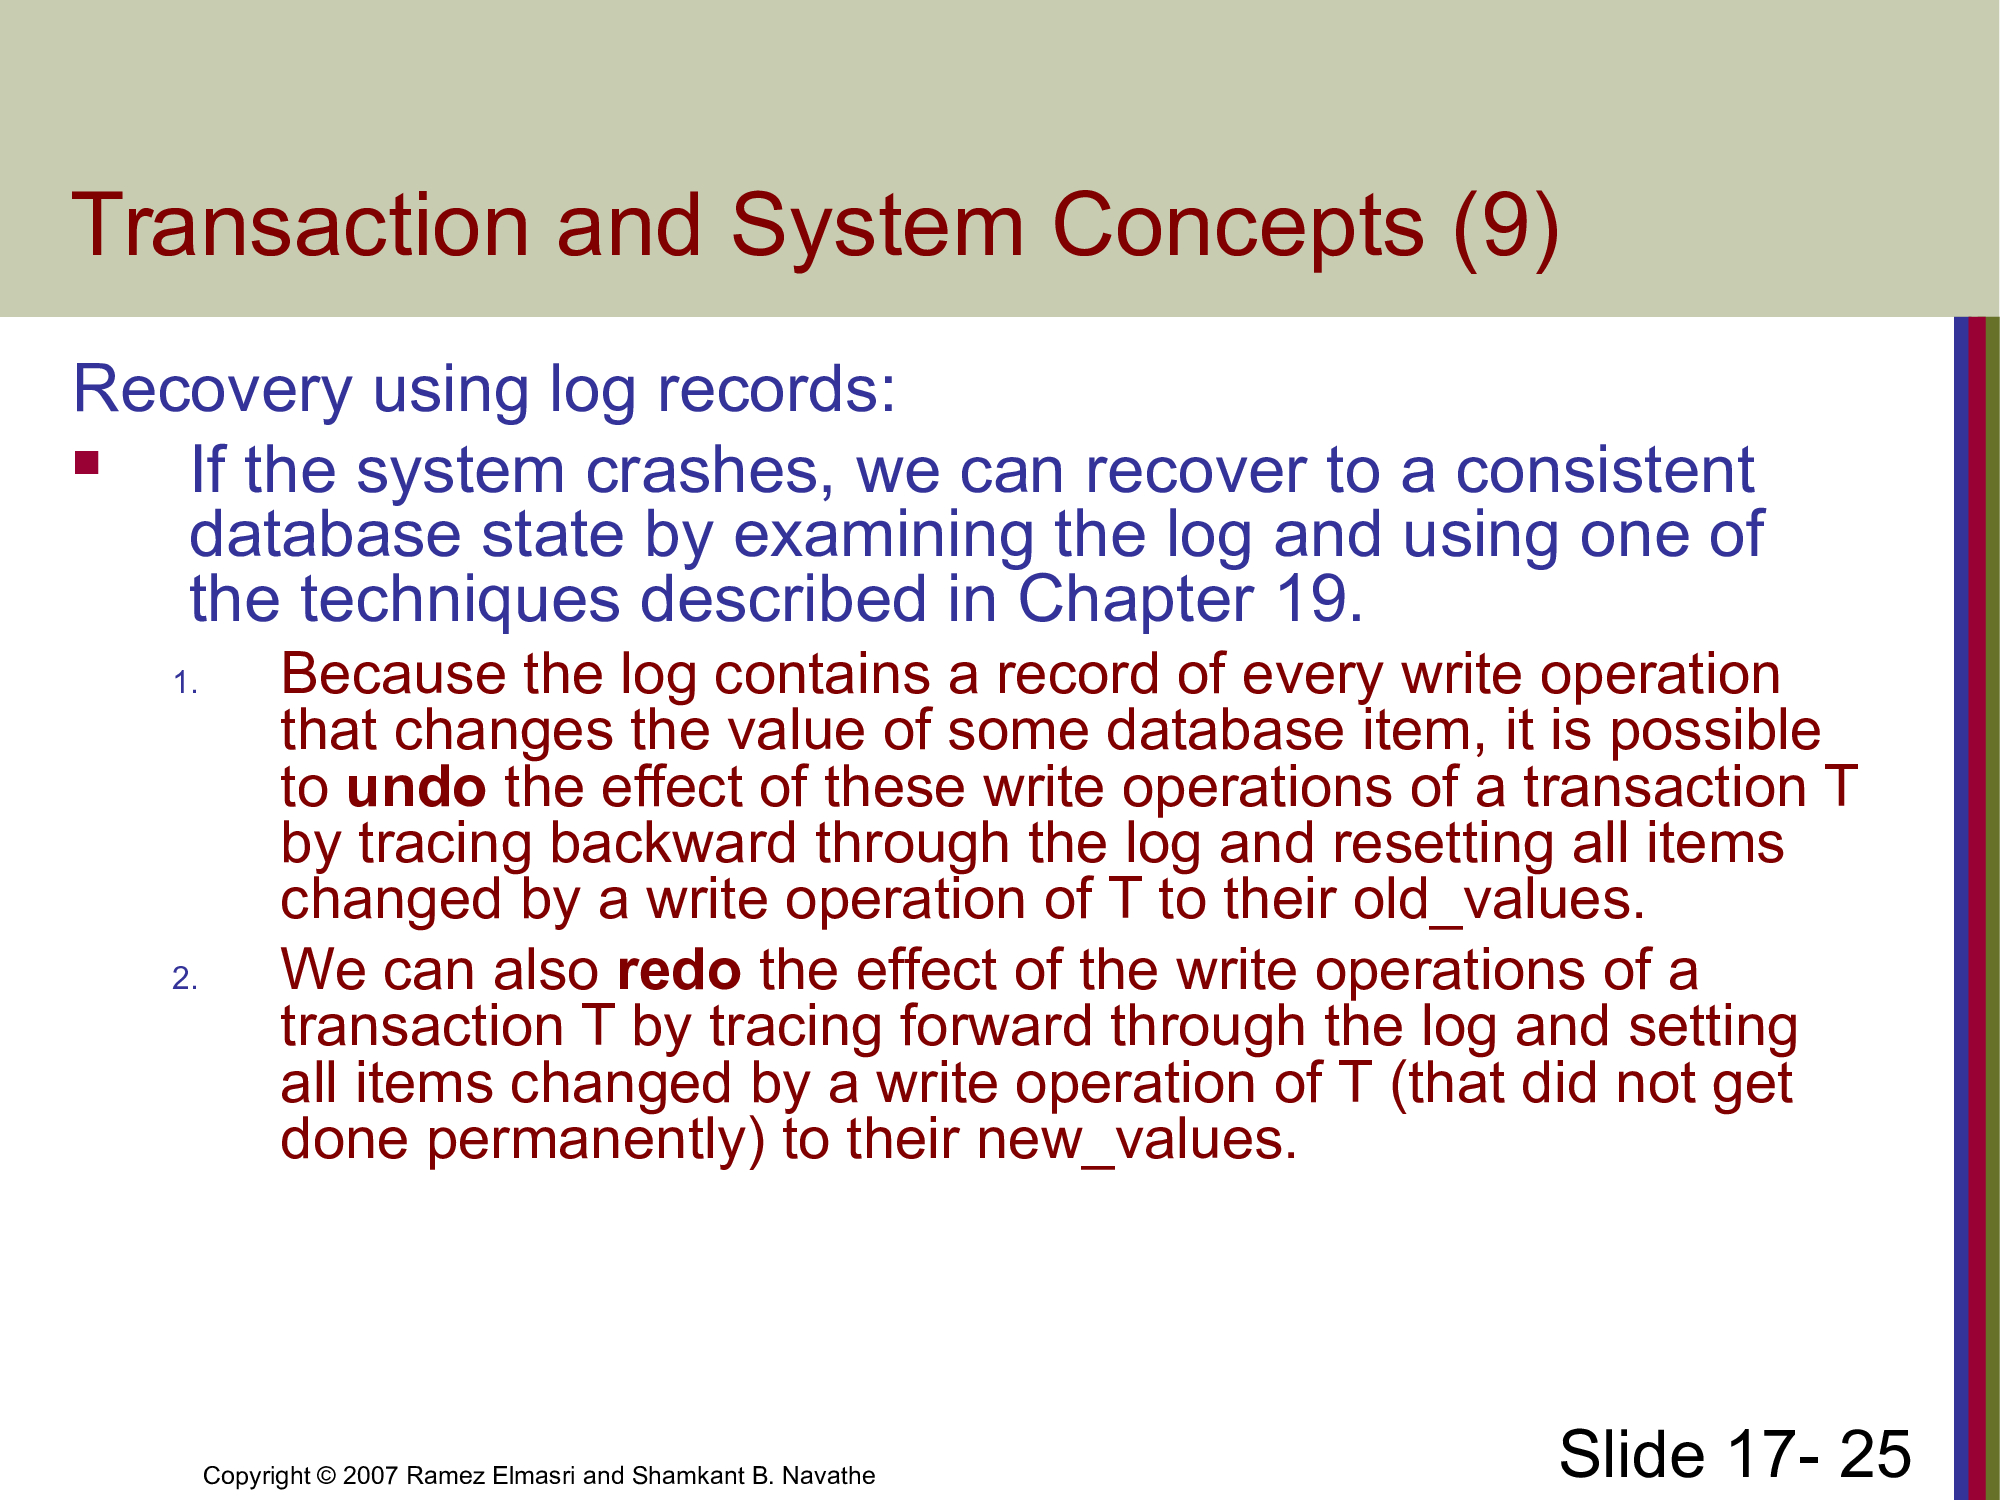 Transaction and System Concepts (9)
Recovery using log records:
If the system crashes, we can recover to a consistent
database state by examining the log and using one of
the techniques described in Chapter 19.
1. Because the log contains a record of every write operation
that changes the value of some database item, it is possible
to undo the effect of these write operations of a transaction T
by tracing backward through the log and resetting all items
changed by a write operation of T to their old_values.
2. We can also redo the effect of the write operations of a
transaction T by tracing forward through the log and setting
all items changed by a write operation of T (that did not get
done permanently) to their new_values.
Copyright © 2007 Ramez Elmasri and Shamkant B. Navathe
Slide 17- 25